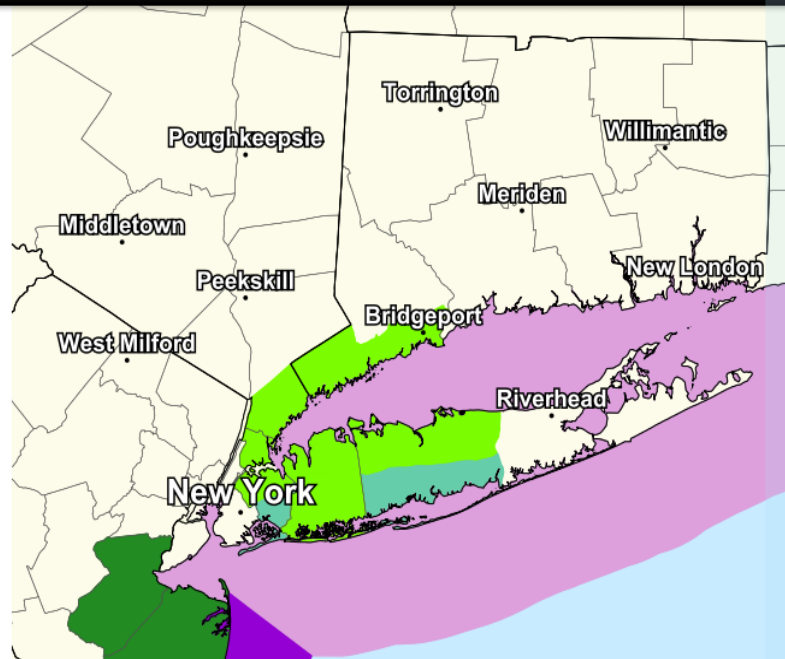 Torrington
Willimantic
Poughkeepsie
Meriden
Middletown
New London
Peekskill
Bridgeport
West Milford
Riverhead
New York